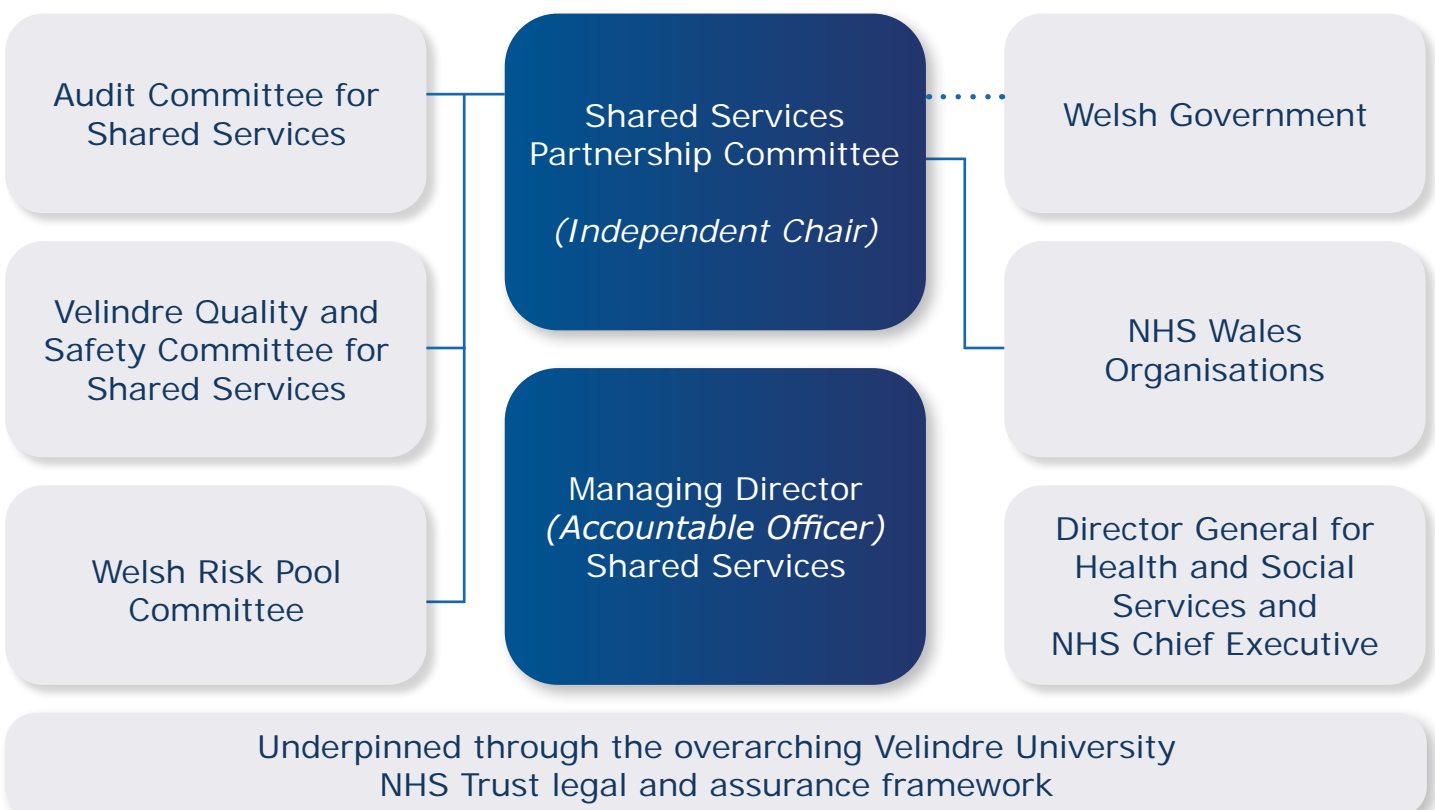 Audit Committee for
Shared Services
Shared Services
Partnership Committee
(Independent Chair)
Welsh Government
Velindre Quality and
Safety Committee for
Shared Services
NHS Wales
Organisations
Welsh Risk Pool
Committee
Managing Director
(Accountable Officer)
Shared Services
Director General for
Health and Social
Services and
NHS Chief Executive
Underpinned through the overarching Velindre University
NHS Trust legal and assurance framework